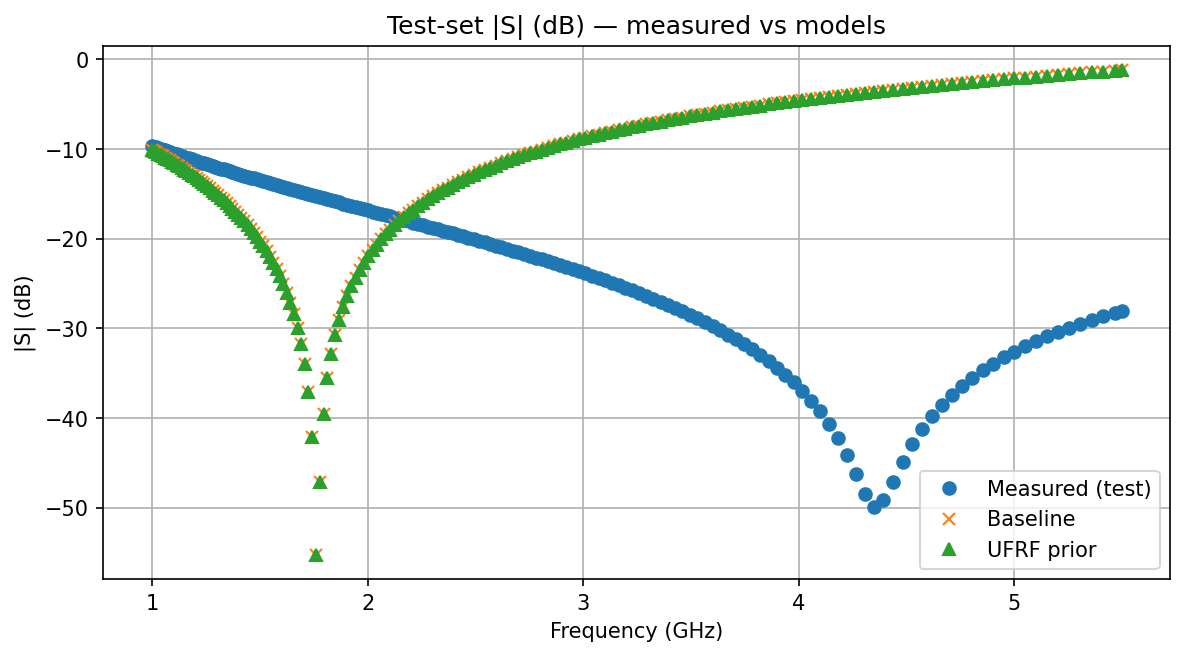 Test-set |S| (dB) — measured vs models
0
−10
−20
−30
−40
−50
|S| (dB)
1 2 3 4 5
Frequency (GHz)
Measured (test)
Baseline
UFRF prior